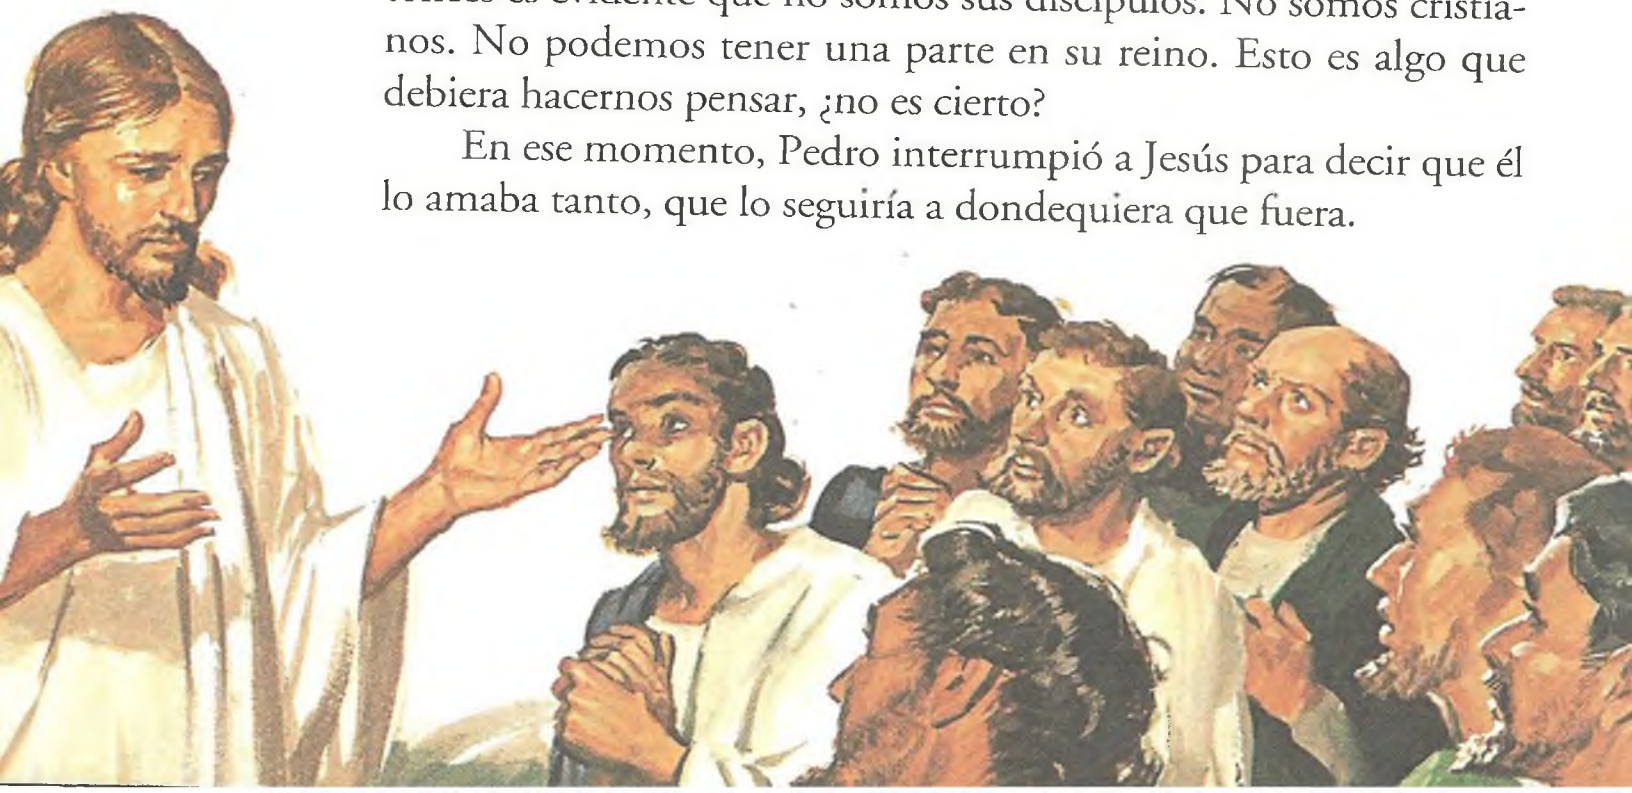 tonces es evidente que no somos sus discípulos. No somos cristia-
nos. No podemos tener una parte en su reino. Esto es algo que
debiera hacernos pensar, ¿no es cierto?
En ese momento, Pedro interrumpió a Jesús para decir que él
lo amaba tanto, que lo seguiría a dondequiera que fuera.